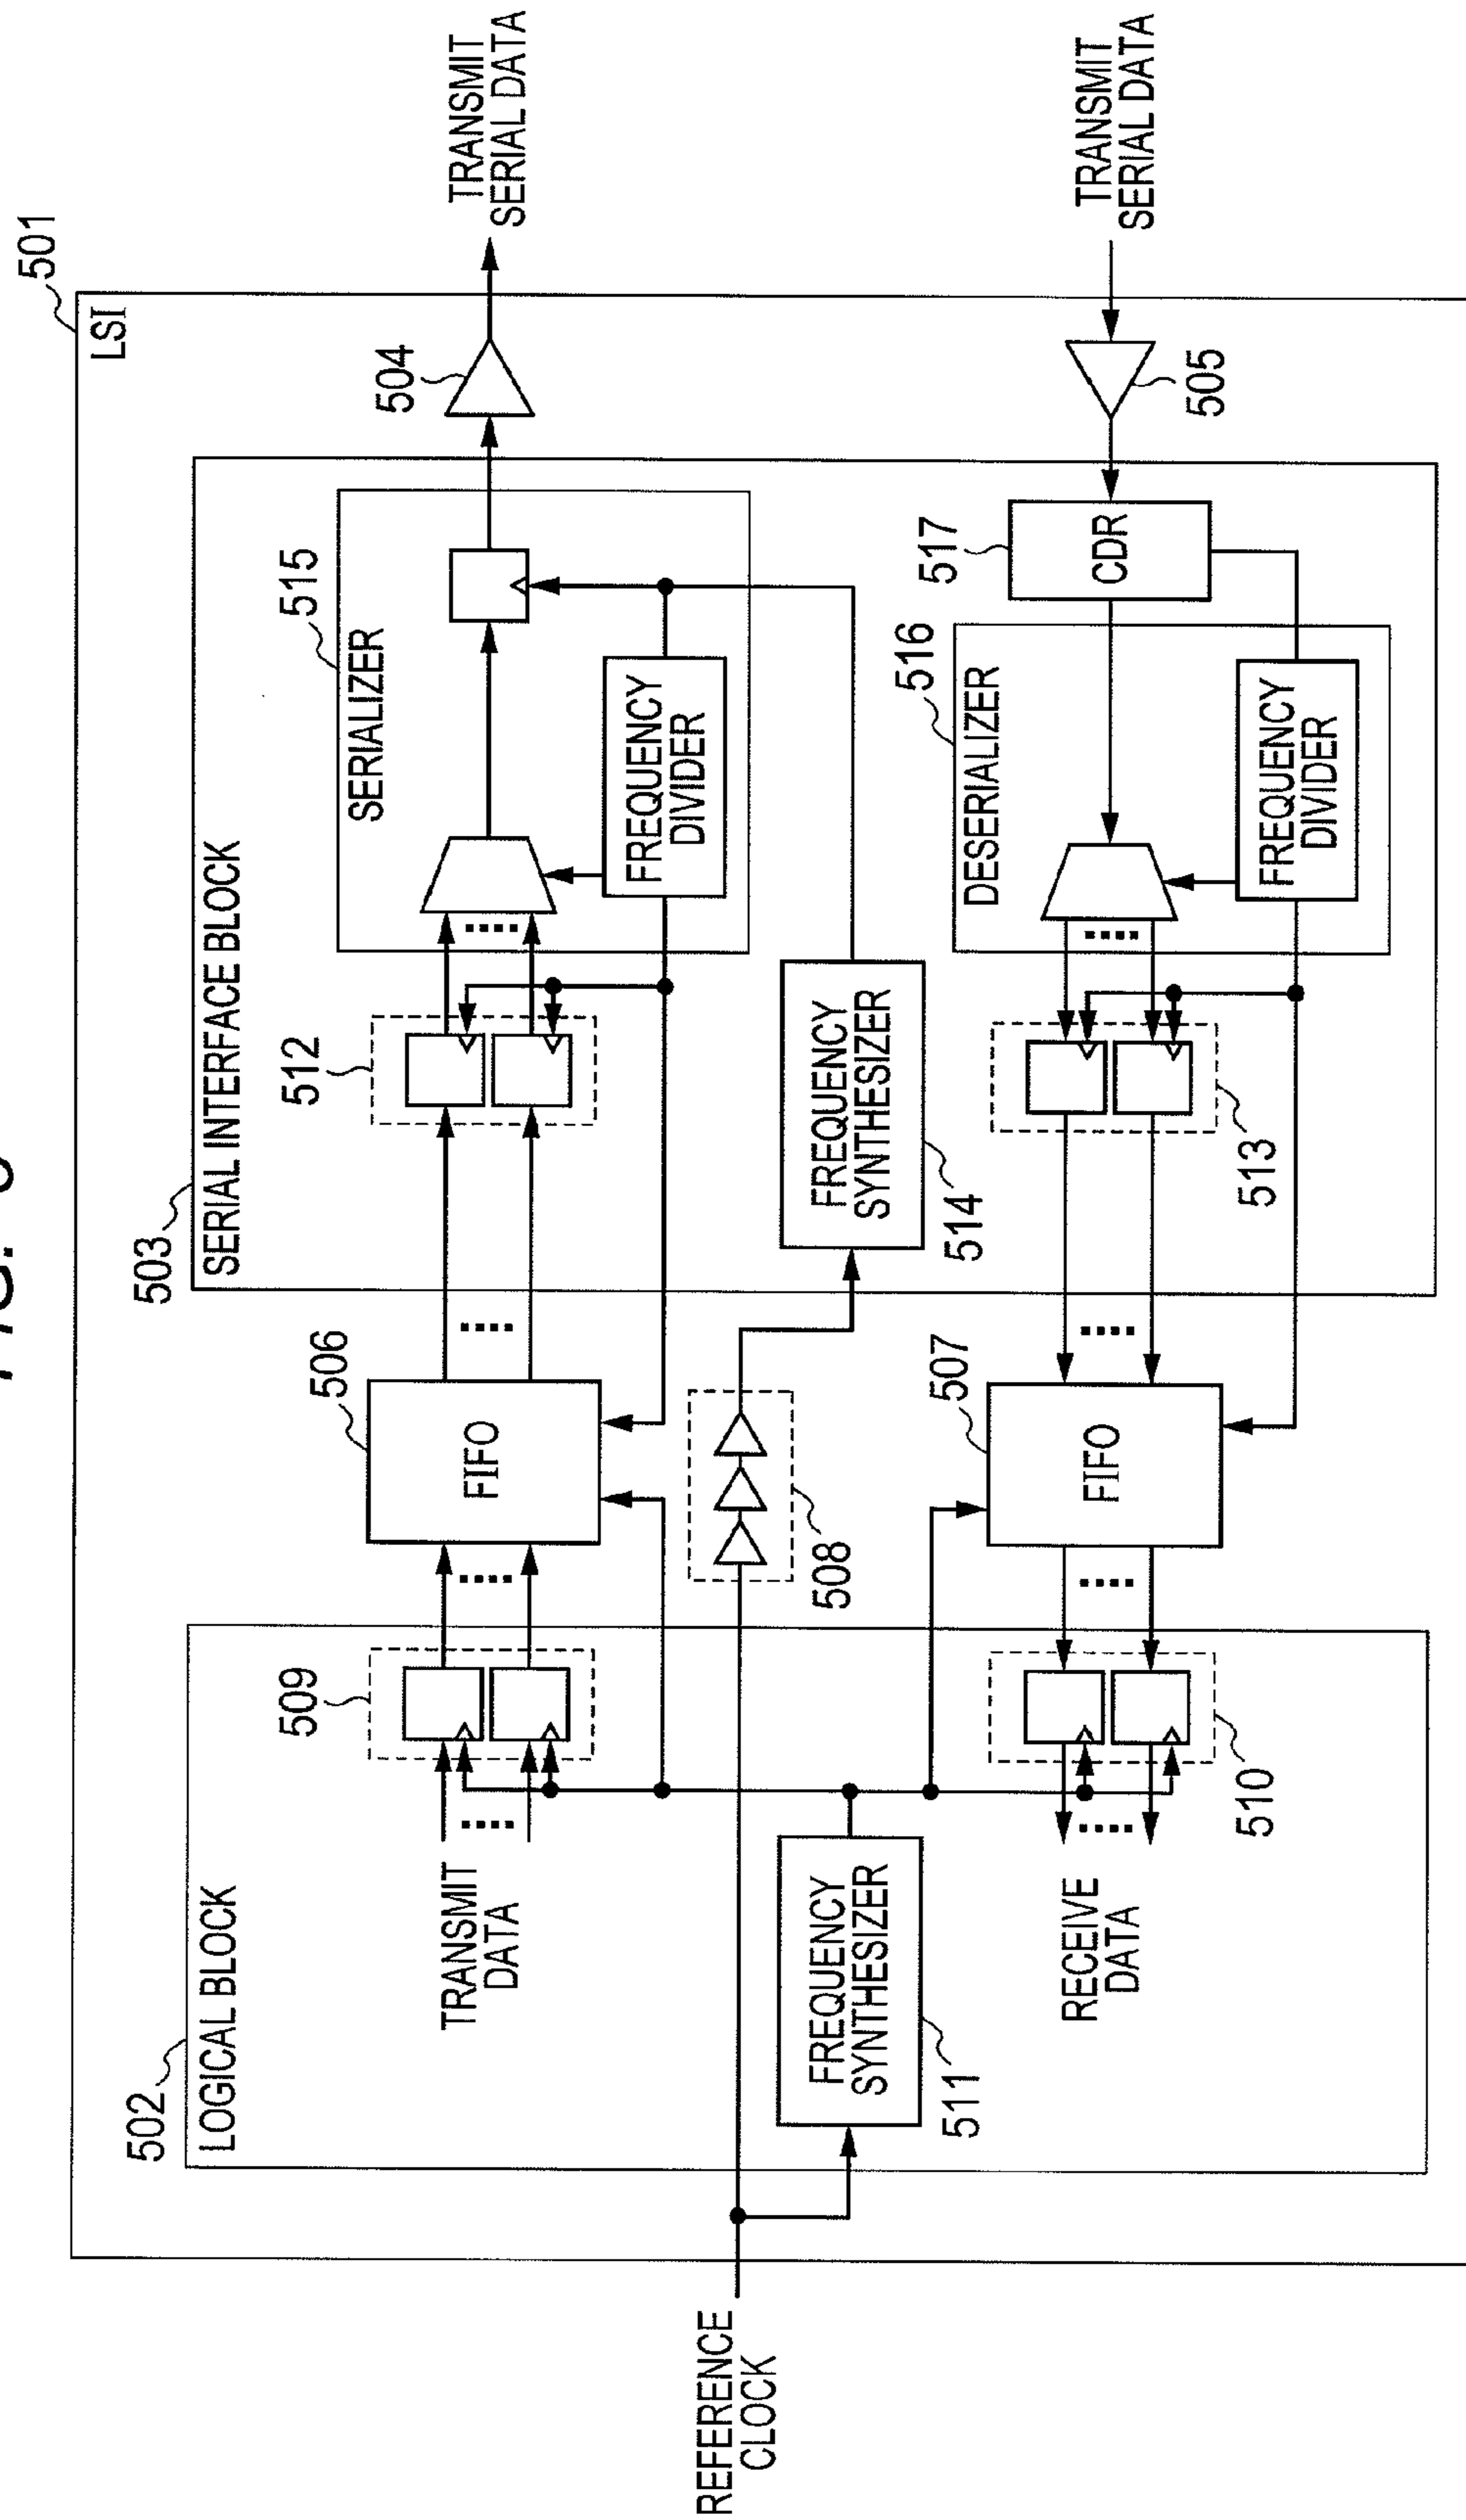 501
LSI
503
SERIAL INTERFACE BLOCK
502
LOGICAL BLOCK
TRANSMIT
DATA
509
506
FIFO
512
515
SERIALIZER
FREQUENCY
DIVIDER
504
TRANSMIT
SERIAL DATA
REFERENCE
CLOCK
508
FREQUENCY
SYNTHESIZER
511
FREQUENCY
SYNTHESIZER
514
RECEIVE
DATA
510
507
FIFO
513
516
DESERIALIZER
FREQUENCY
DIVIDER
517
CDR
505
TRANSMIT
SERIAL DATA